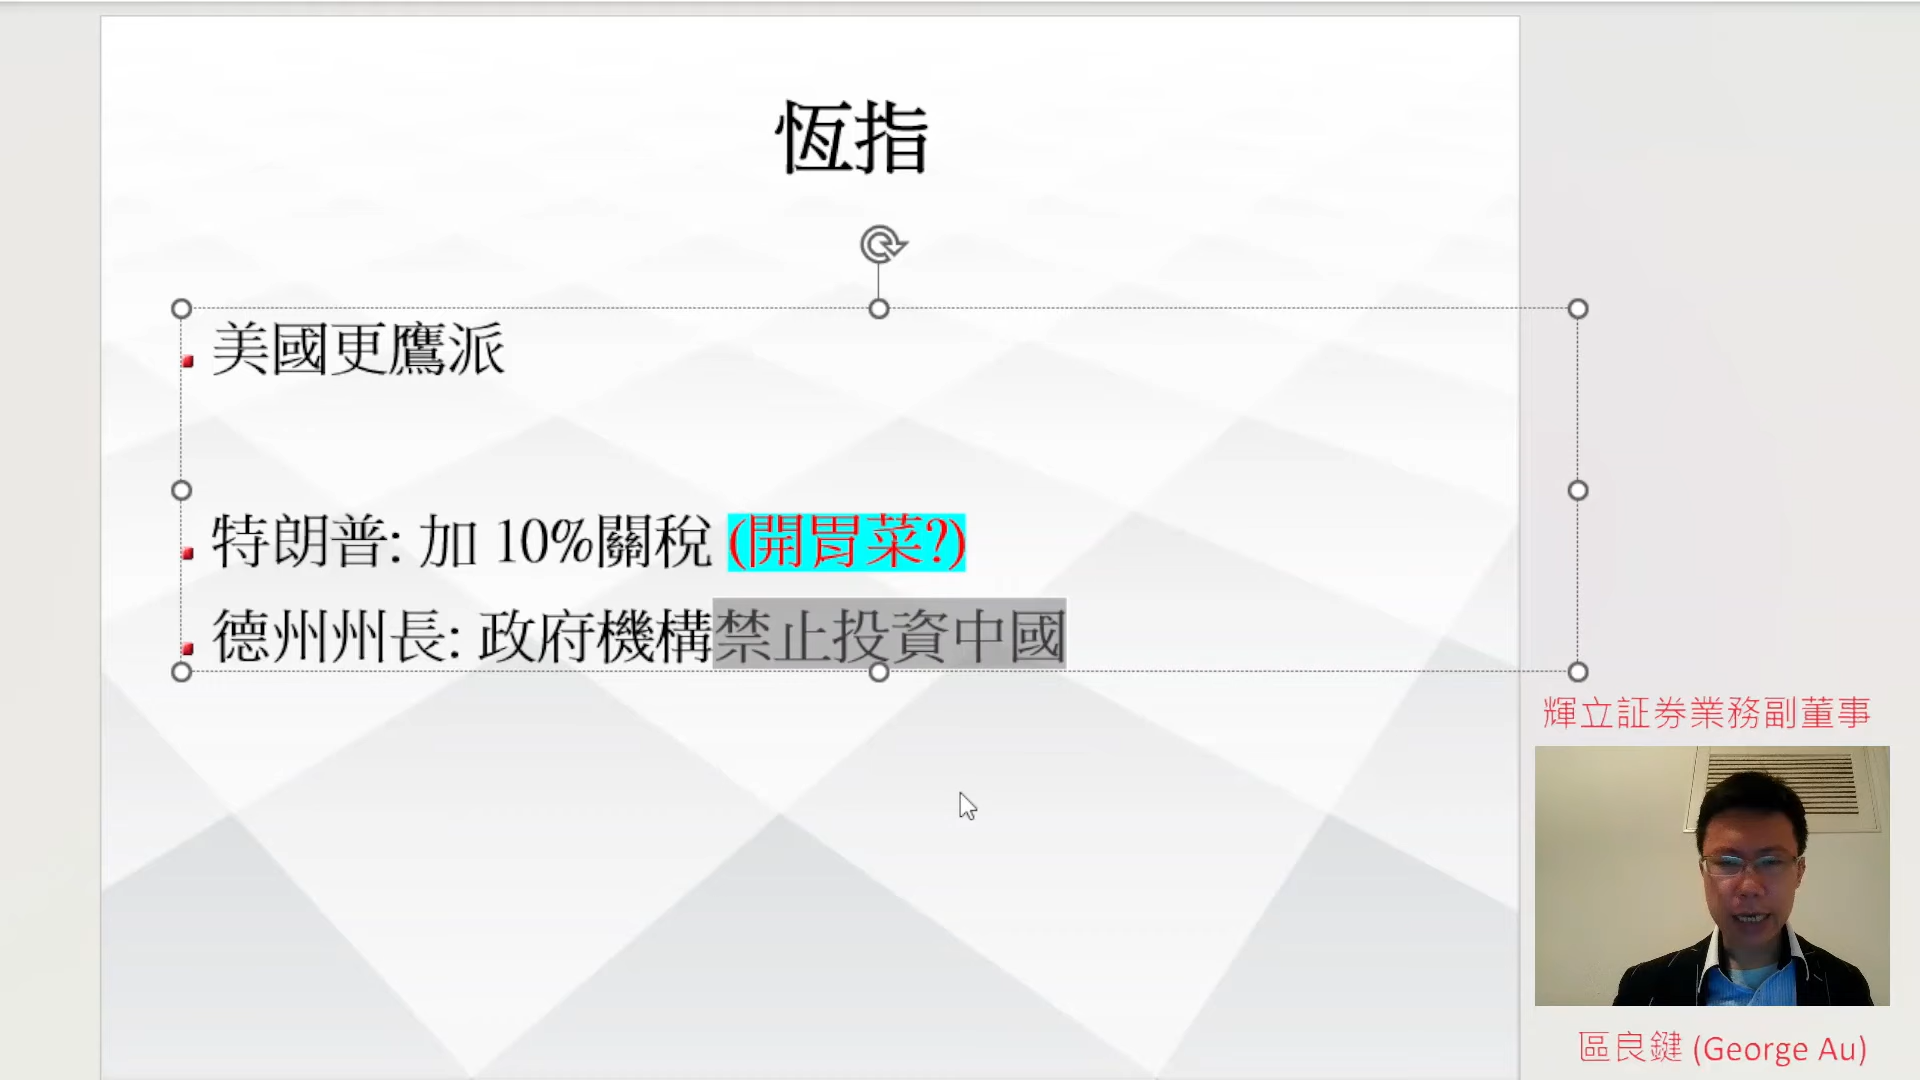 恆指
美國更鷹派
特朗普: 加 10%關稅 (開胃菜?)
德州州長: 政府機構禁止投資中國
輝立証券業務副董事
區良鍵 (George Au)